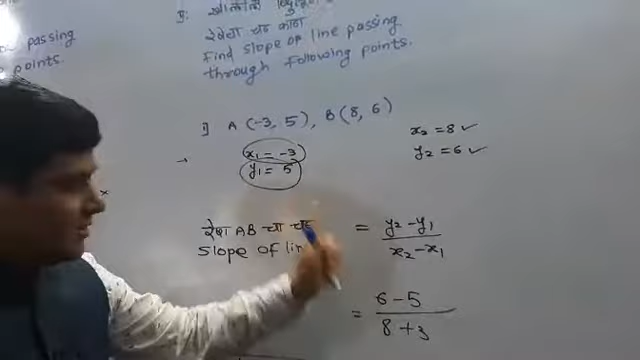 passing
points.
रेषेचा चढ काढा
Find slope of line passing
through following points.
1] A (-3, 5), B (8, 6)
→ x₁ = -3
y₁ = 5
x₂ = 8 ✓
y₂ = 6 ✓
रेषा AB चा चढ = y₂ - y₁ / x₂ - x₁
slope of
= 6 - 5 / 8 + 3